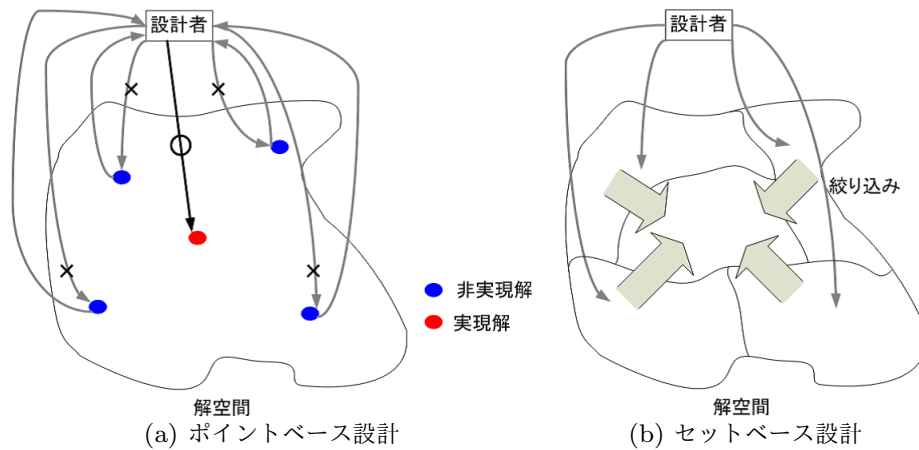 設計者
非実現解
実現解
解空間
(a) ポイントベース設計
設計者
絞り込み
解空間
(b) セットベース設計